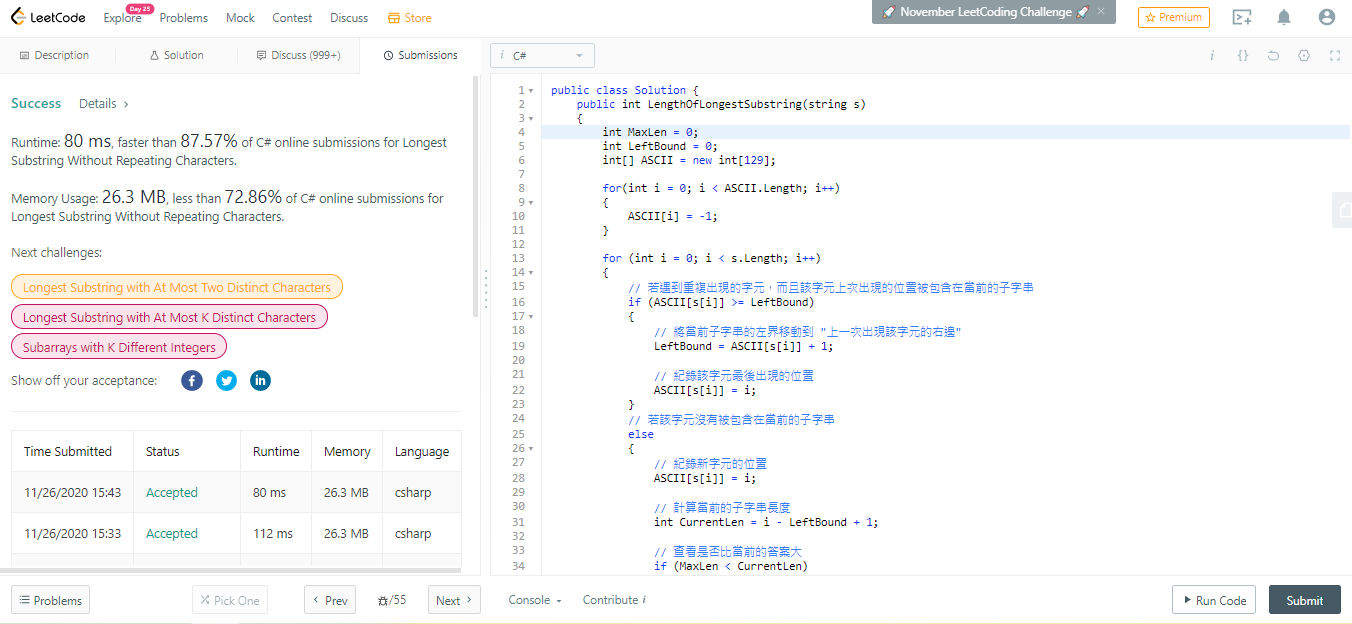 LeetCode Explore Day 25 Problems Mock Contest Discuss Store November LeetCoding Challenge × Premium
Description Solution Discuss (999+) Submissions i C# i {}
Success Details ›
Runtime: 80 ms, faster than 87.57% of C# online submissions for Longest
Substring Without Repeating Characters.
Memory Usage: 26.3 MB, less than 72.86% of C# online submissions for
Longest Substring Without Repeating Characters.
Next challenges:
Longest Substring with At Most Two Distinct Characters
Longest Substring with At Most K Distinct Characters
Subarrays with K Different Integers
Show off your acceptance: f in
Time Submitted Status Runtime Memory Language
11/26/2020 15:43 Accepted 80 ms 26.3 MB csharp
11/26/2020 15:33 Accepted 112 ms 26.3 MB csharp
1 public class Solution {
2 public int LengthOfLongestSubstring(string s)
3 {
4 int MaxLen = 0;
5 int LeftBound = 0;
6 int[] ASCII = new int[129];
7
8 for(int i = 0; i < ASCII.Length; i++)
9 {
10 ASCII[i] = -1;
11 }
12
13 for (int i = 0; i < s.Length; i++)
14 {
15 // 若遇到重複出現的字元，而且該字元上次出現的位置被包含在當前的子字串
16 if (ASCII[s[i]] >= LeftBound)
17 {
18 // 將當前子字串的左界移動到 "上一次出現該字元的右邊"
19 LeftBound = ASCII[s[i]] + 1;
20
21 // 紀錄該字元最後出現的位置
22 ASCII[s[i]] = i;
23 }
24 // 若該字元沒有被包含在當前的子字串
25 else
26 {
27 // 紀錄新字元的位置
28 ASCII[s[i]] = i;
29
30 // 計算當前的子字串長度
31 int CurrentLen = i - LeftBound + 1;
32
33 // 查看是否比當前的答案大
34 if (MaxLen < CurrentLen)
Problems Pick One ‹ Prev /55 Next › Console Contribute i Run Code Submit